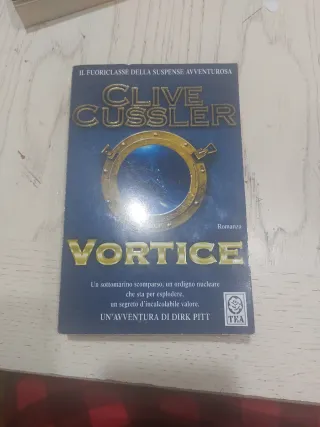 IL FUORICLASSE DELLA SUSPENSE AVVENTUROSA
CLIVE
CUSSLER
Romanzo
VORTICE
Un sottomarino scomparso, un ordigno nucleare
che sta per esplodere,
un segreto d'incalcolabile valore.
UN'AVVENTURA DI DIRK PITT
TEA